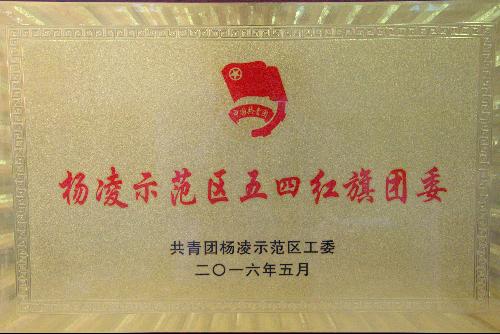 中国共青团
杨凌示范区五四红旗团委
共青团杨凌示范区工委
二〇一六年五月